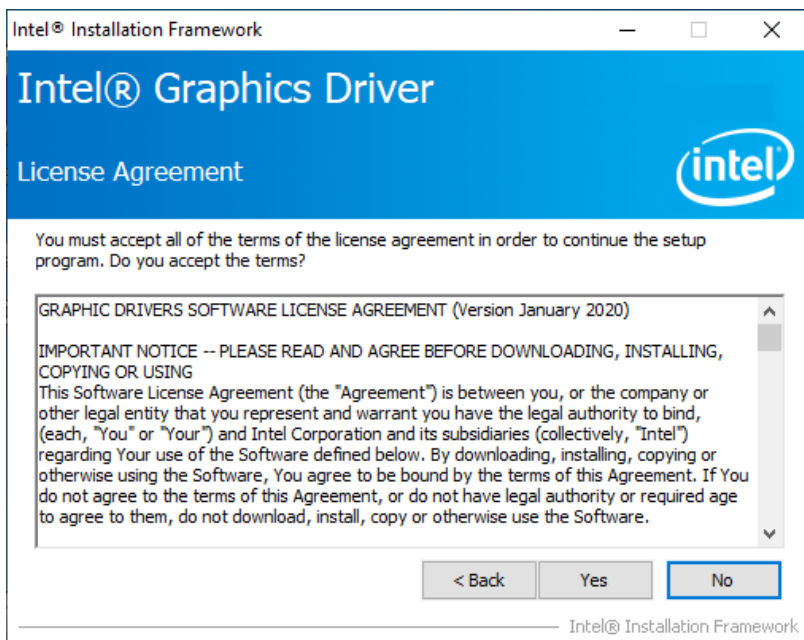 Intel® Installation Framework
Intel® Graphics Driver
License Agreement
intel
You must accept all of the terms of the license agreement in order to continue the setup
program. Do you accept the terms?
GRAPHIC DRIVERS SOFTWARE LICENSE AGREEMENT (Version January 2020)
IMPORTANT NOTICE -- PLEASE READ AND AGREE BEFORE DOWNLOADING, INSTALLING,
COPYING OR USING
This Software License Agreement (the "Agreement") is between you, or the company or
other legal entity that you represent and warrant you have the legal authority to bind,
(each, "You" or "Your") and Intel Corporation and its subsidiaries (collectively, "Intel")
regarding Your use of the Software defined below. By downloading, installing, copying or
otherwise using the Software, You agree to be bound by the terms of this Agreement. If You
do not agree to the terms of this Agreement, or do not have legal authority or required age
to agree to them, do not download, install, copy or otherwise use the Software.
< Back
Yes
No
Intel® Installation Framework